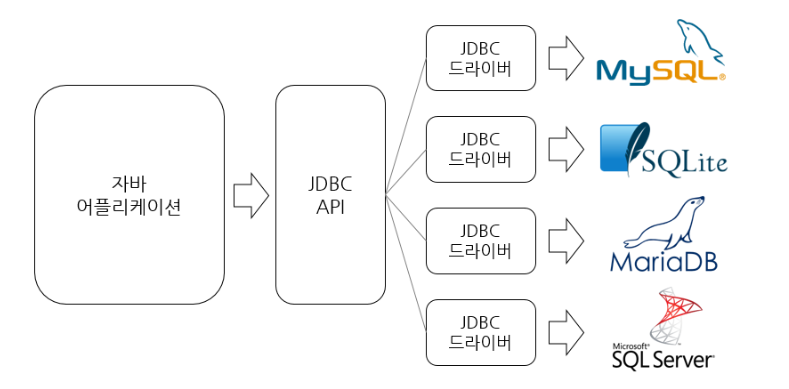 자바
어플리케이션
JDBC
API
JDBC
드라이버
MySQL®
JDBC
드라이버
SQLite
JDBC
드라이버
MariaDB
JDBC
드라이버
Microsoft®
SQL Server®